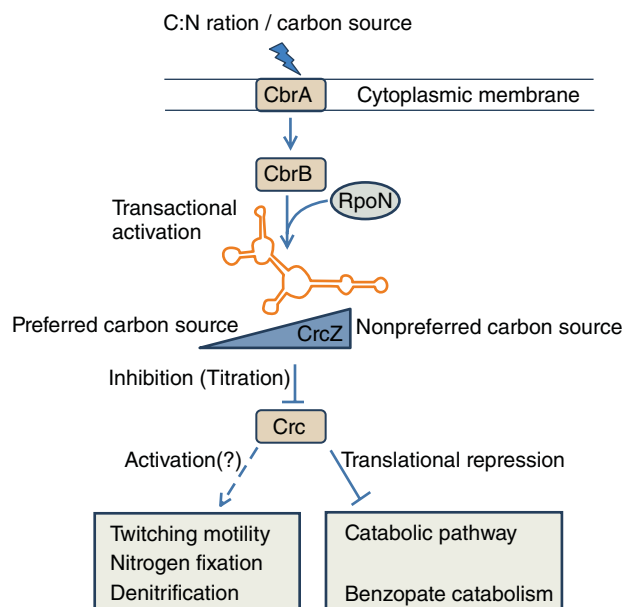 C:N ration / carbon source
CbrA
Cytoplasmic membrane
CbrB
RpoN
Transactional
activation
Preferred carbon source
CrcZ
Nonpreferred carbon source
Inhibition (Titration)
Crc
Activation(?)
Translational repression
Twitching motility
Nitrogen fixation
Denitrification
Catabolic pathway
Benzopate catabolism